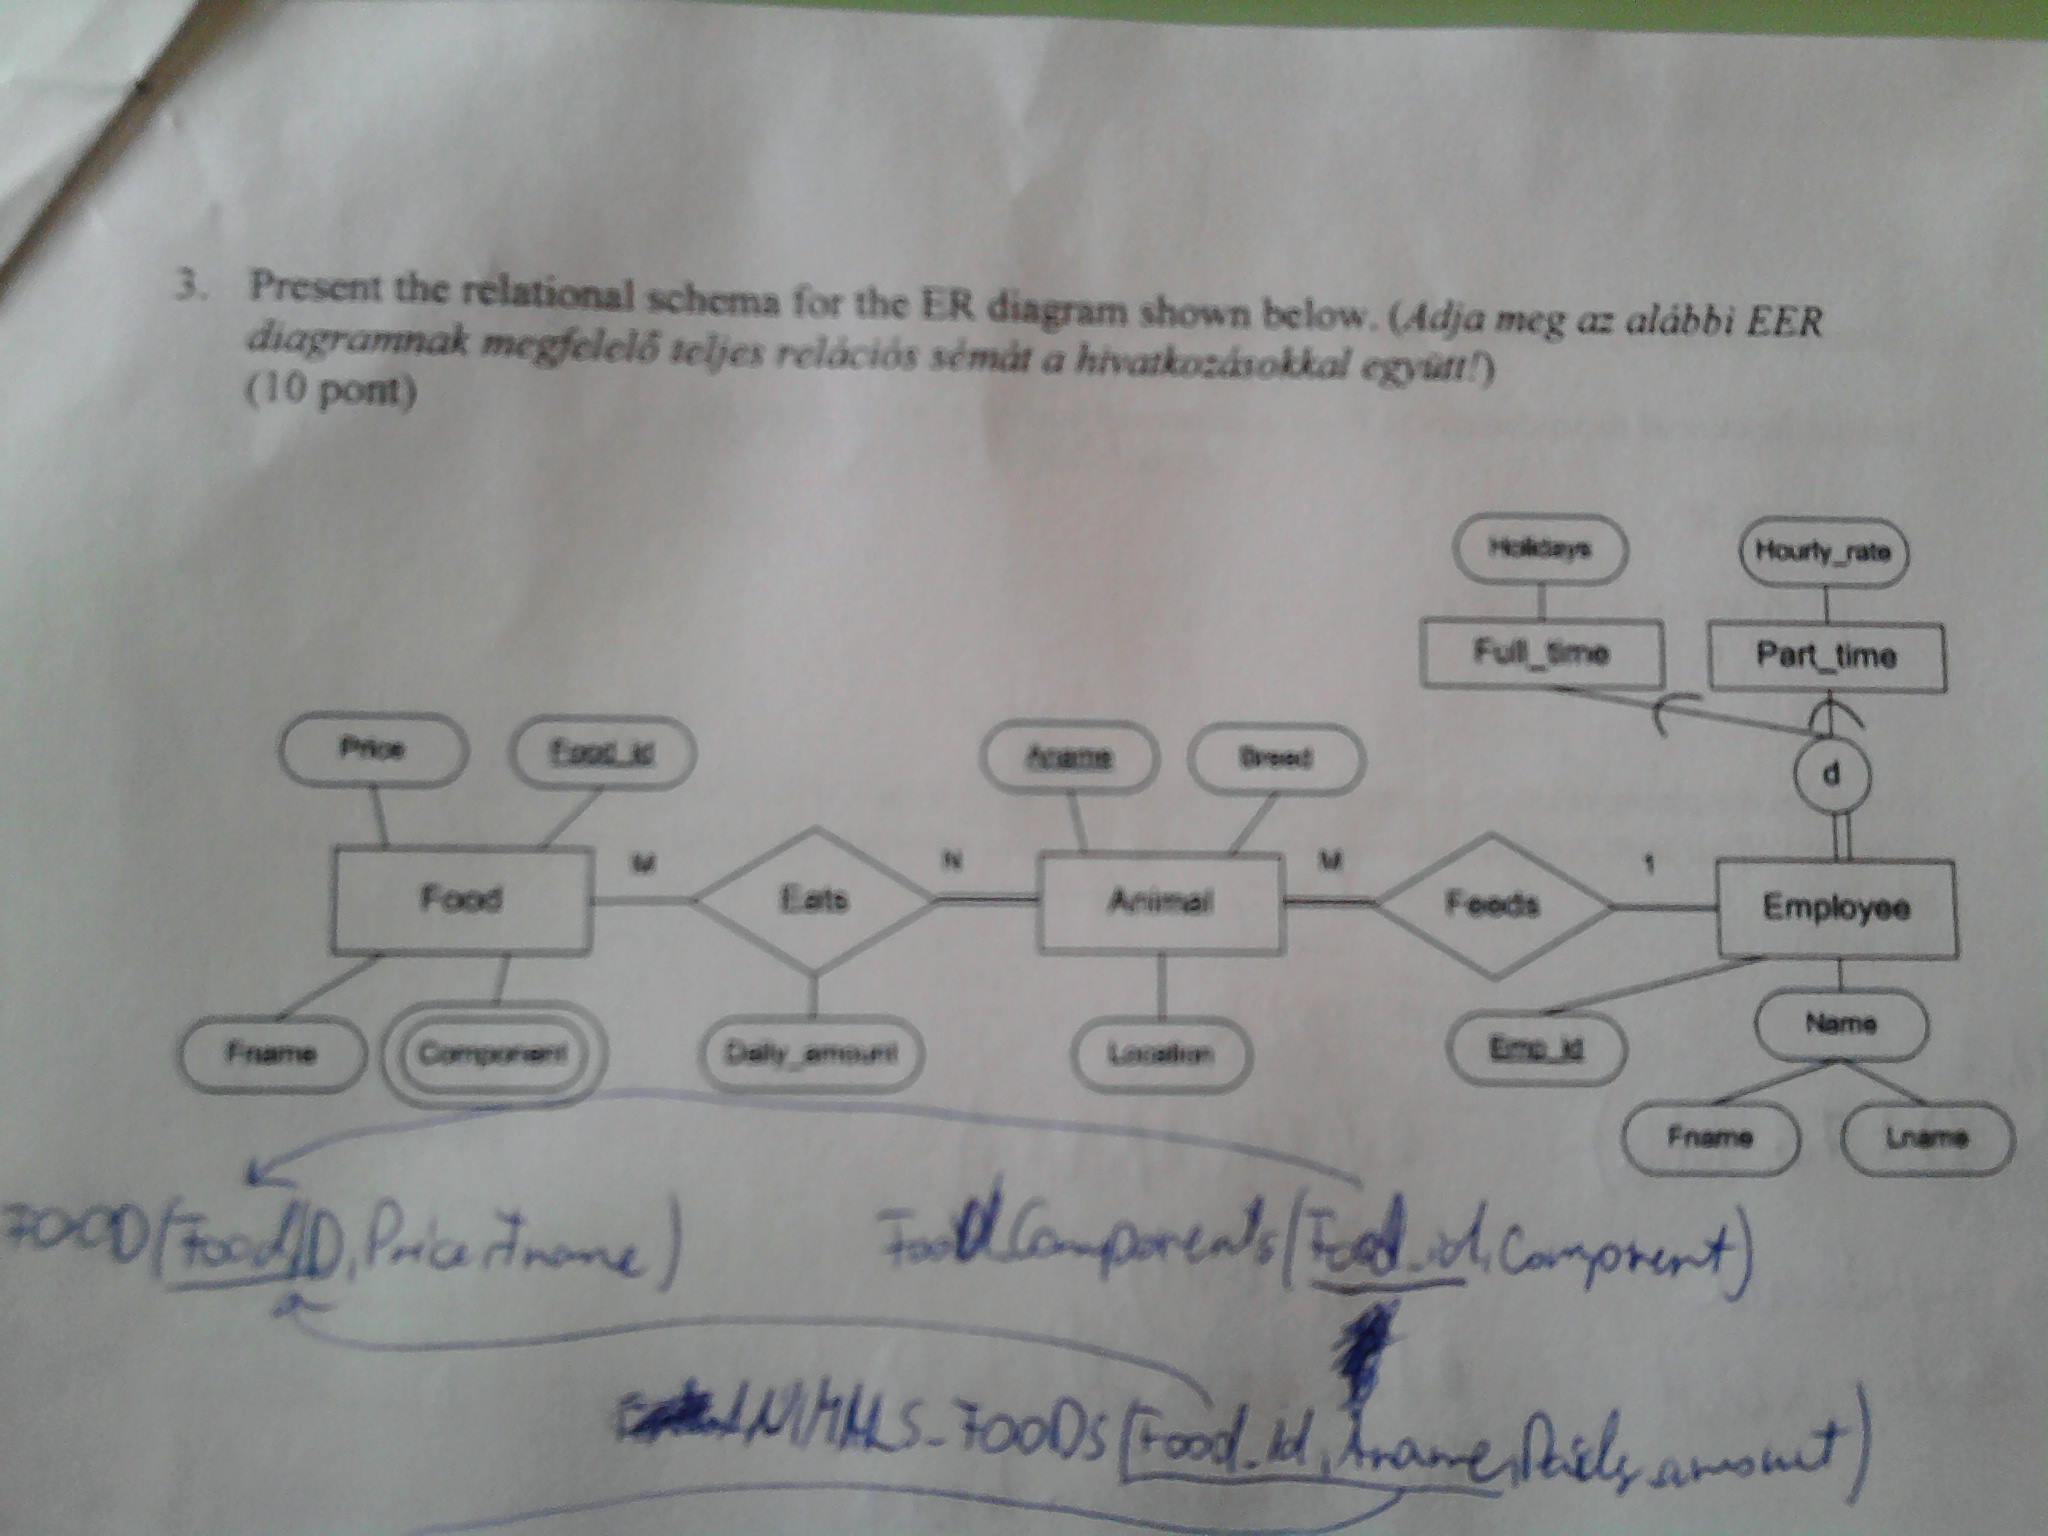 3. Present the relational schema for the ER diagram shown below. (Adja meg az alábbi EER
diagramnak megfelelő teljes relációs sémát a hivatkozásokkal együtt!)
(10 pont)
Holidays
Hourly_rate
Full_time
Part_time
Price
Food_id
Aname
Breed
d
Food
M
Eats
N
Animal
M
Feeds
1
Employee
Fname
Component
Daily_amount
Location
Emp_id
Name
Fname
Lname
FOOD(FoodID, Price, Fname)
FoodComponents(Food_id, Component)
ANIMALS_FOODS(Food_id, Aname, Daily_amount)